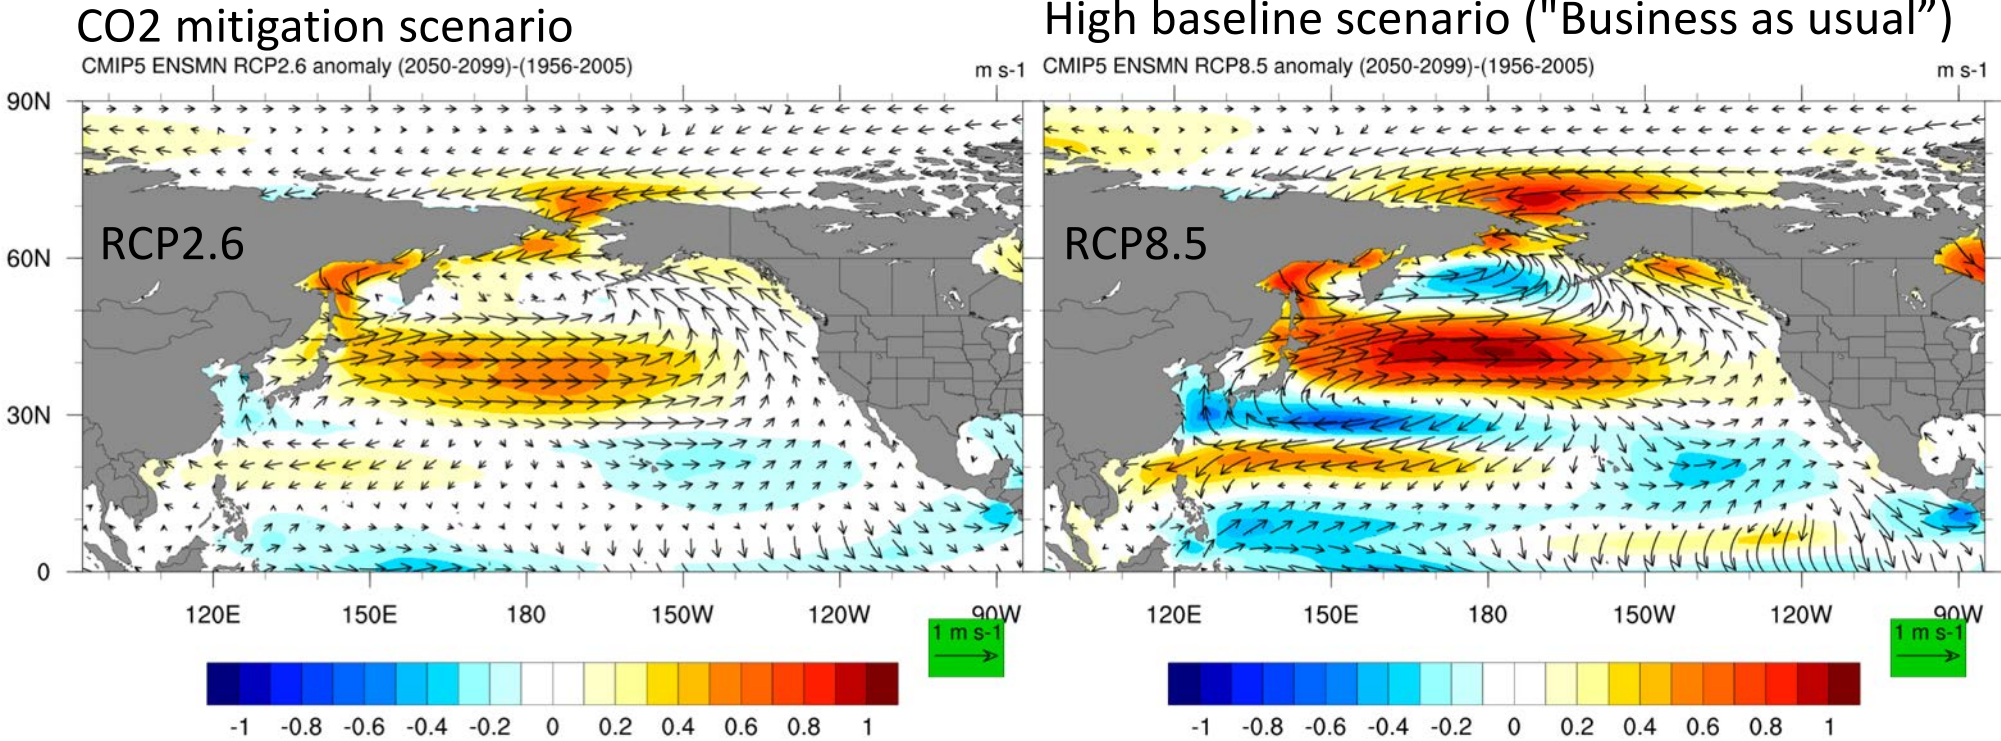 CO2 mitigation scenario
High baseline scenario ("Business as usual”)
CMIP5 ENSMN RCP2.6 anomaly (2050-2099)-(1956-2005)
m s-1
CMIP5 ENSMN RCP8.5 anomaly (2050-2099)-(1956-2005)
m s-1
90N
60N
30N
0
RCP2.6
RCP8.5
120E 150E 180 150W 120W 90W
120E 150E 180 150W 120W 90W
1 m s-1
1 m s-1
-1 -0.8 -0.6 -0.4 -0.2 0 0.2 0.4 0.6 0.8 1
-1 -0.8 -0.6 -0.4 -0.2 0 0.2 0.4 0.6 0.8 1